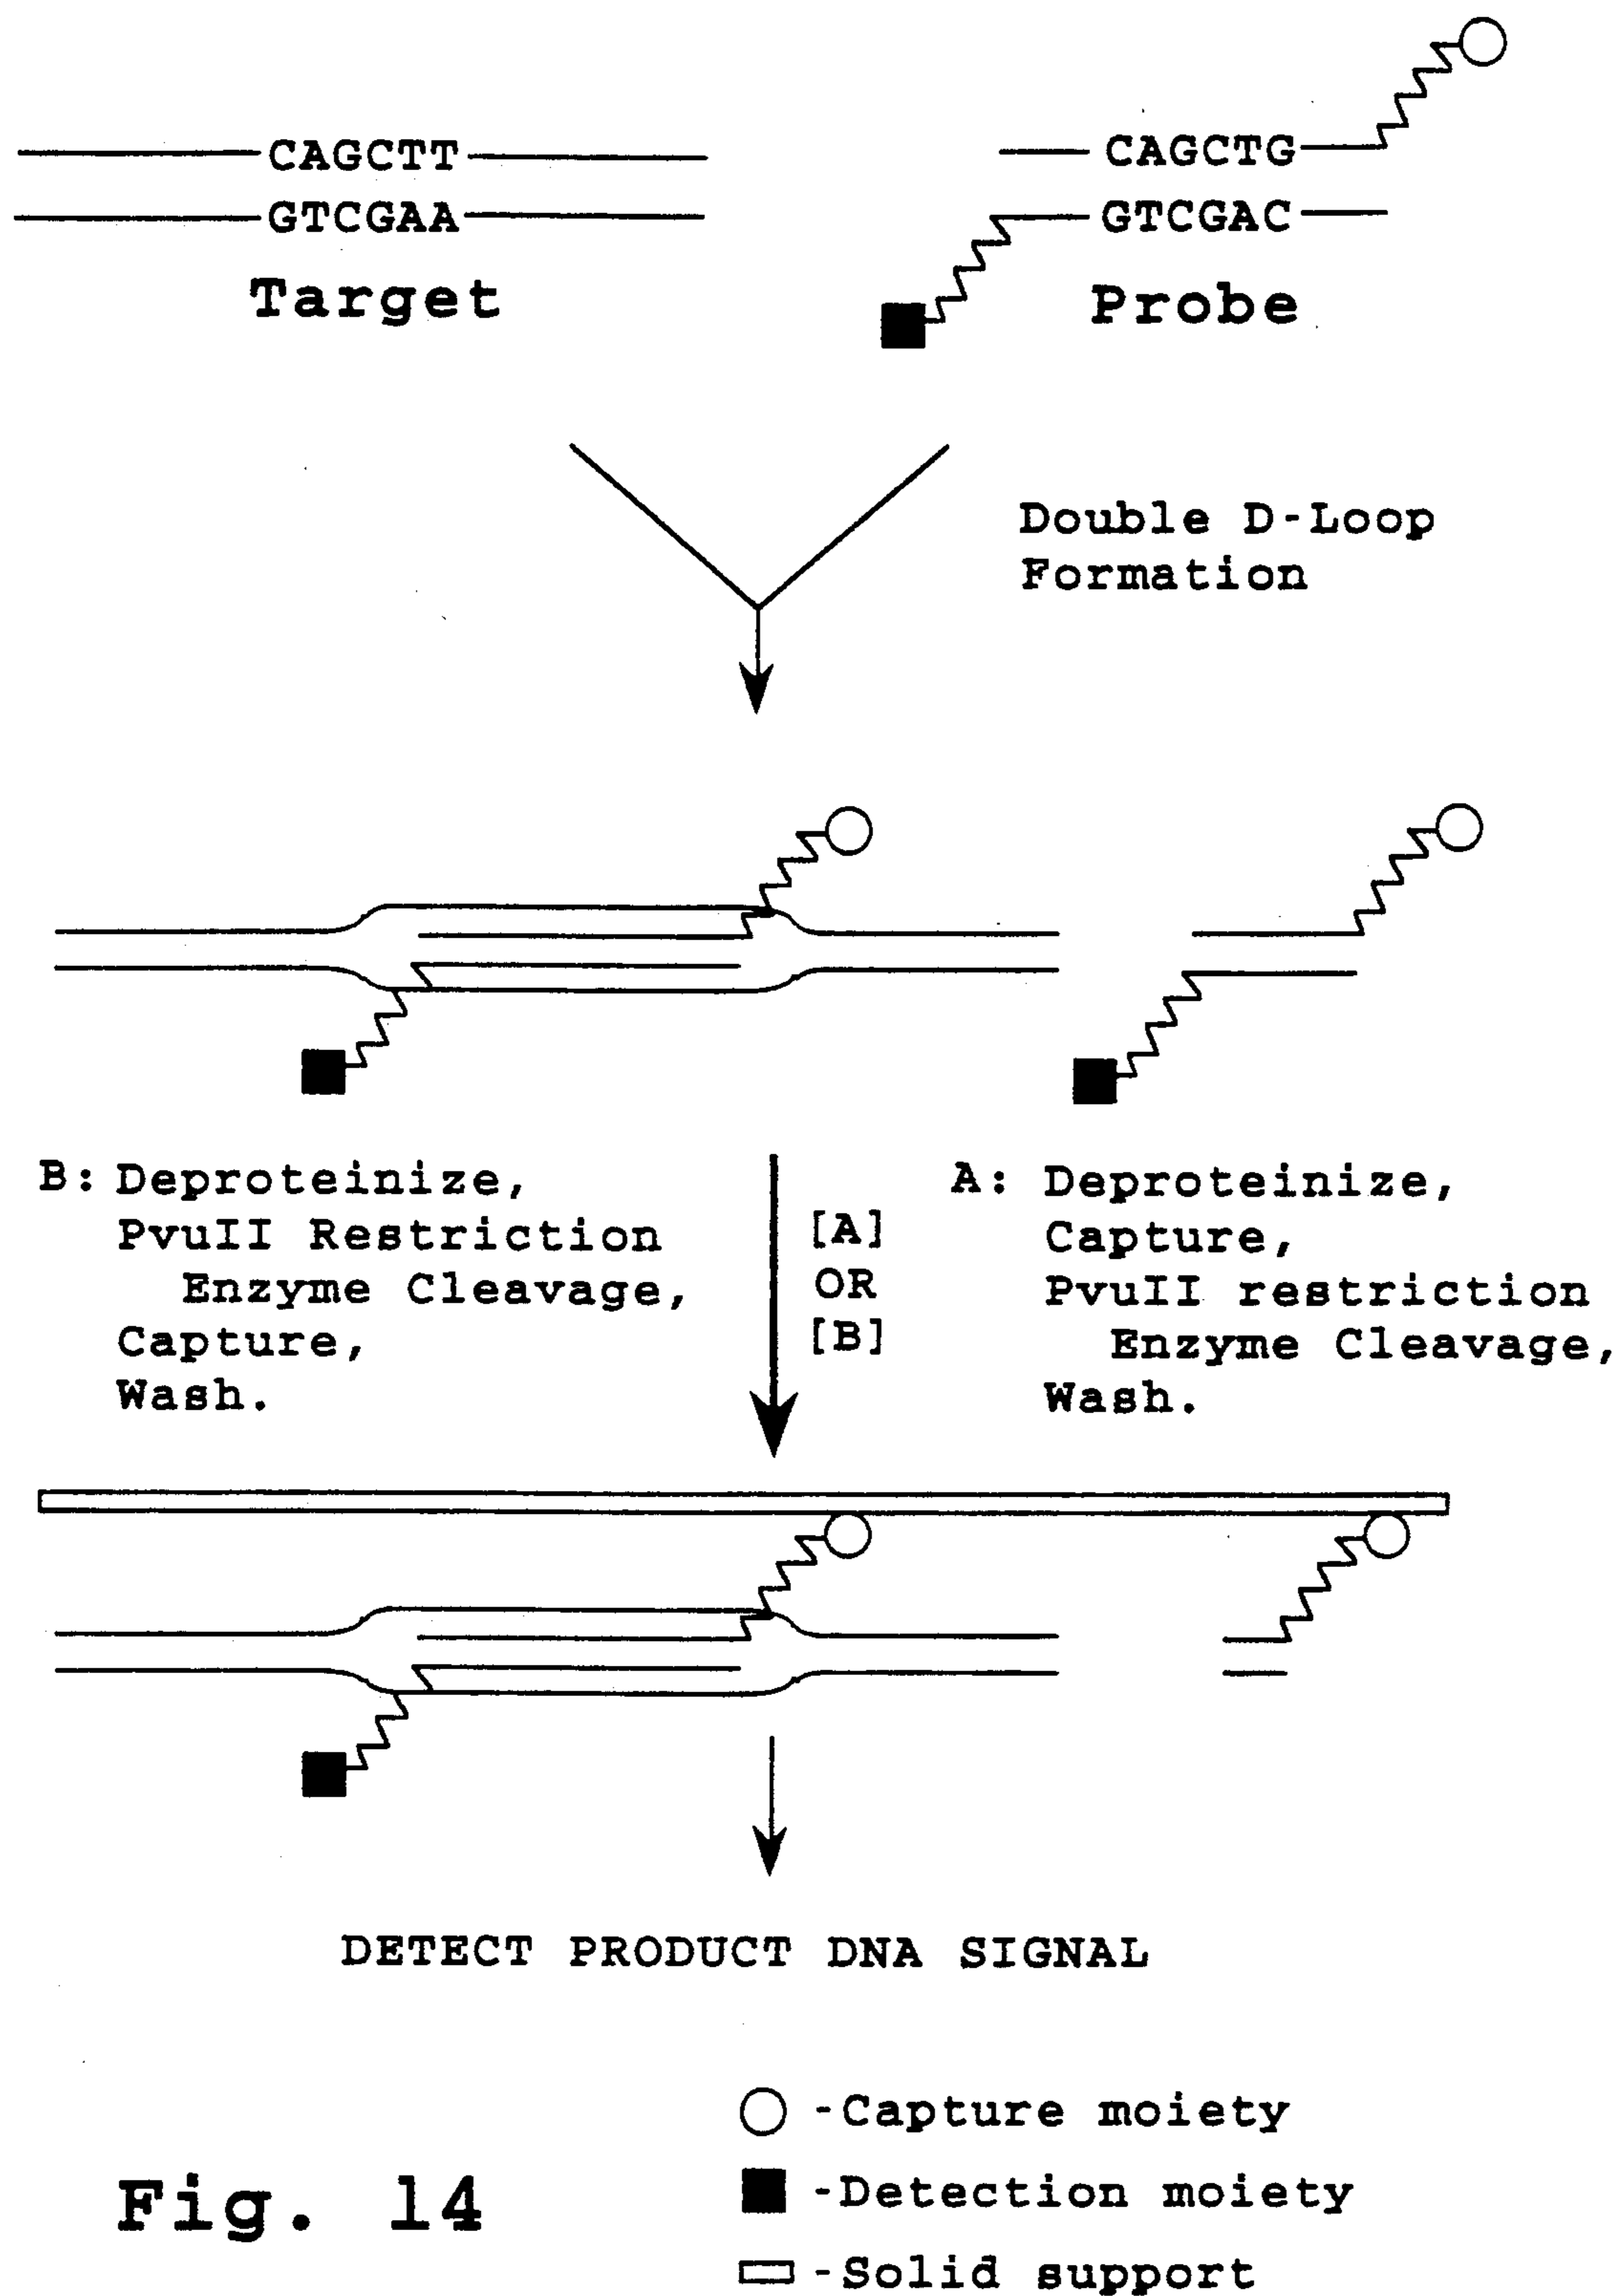 CAGCTT
GTCGAA
Target
CAGCTG
GTCGAC
Probe
Double D-Loop
Formation
B: Deproteinize,
PvuII Restriction
Enzyme Cleavage,
Capture,
Wash.
[A]
OR
[B]
A: Deproteinize,
Capture,
PvuII restriction
Enzyme Cleavage,
Wash.
DETECT PRODUCT DNA SIGNAL
-Capture moiety
-Detection moiety
-Solid support
Fig. 14